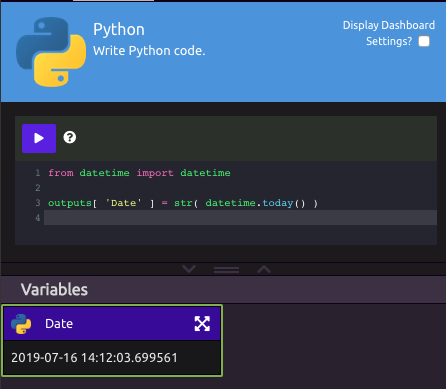 Python
Write Python code.
Display Dashboard
Settings?
?
1 from datetime import datetime
2
3 outputs[ 'Date' ] = str( datetime.today() )
4
Variables
Date
2019-07-16 14:12:03.699561